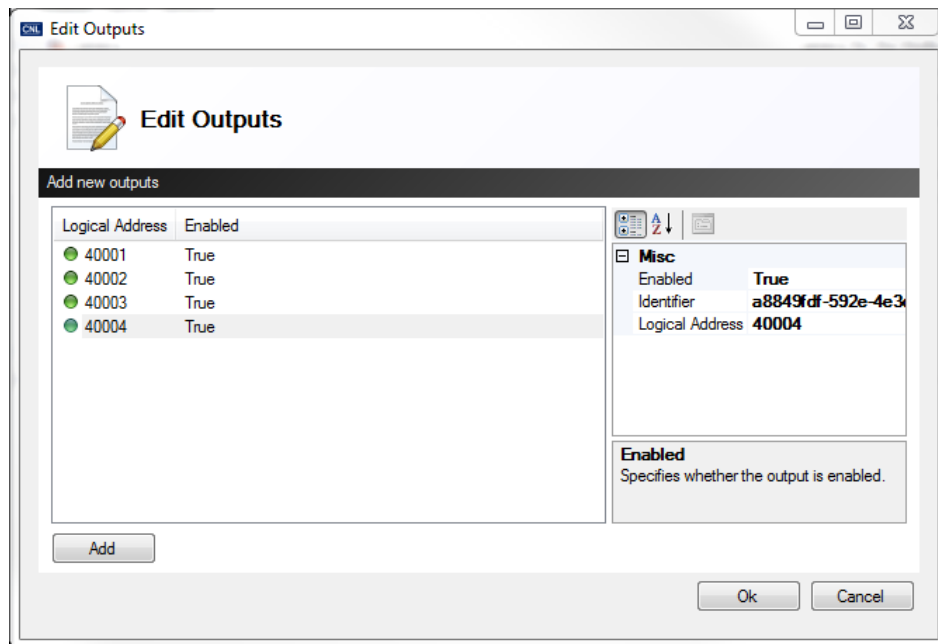 CNL Edit Outputs
Edit Outputs
Add new outputs
Logical Address Enabled
40001 True
40002 True
40003 True
40004 True
A
Z
Misc
Enabled True
Identifier a8849fdf-592e-4e3
Logical Address 40004
Enabled
Specifies whether the output is enabled.
Add
Ok Cancel